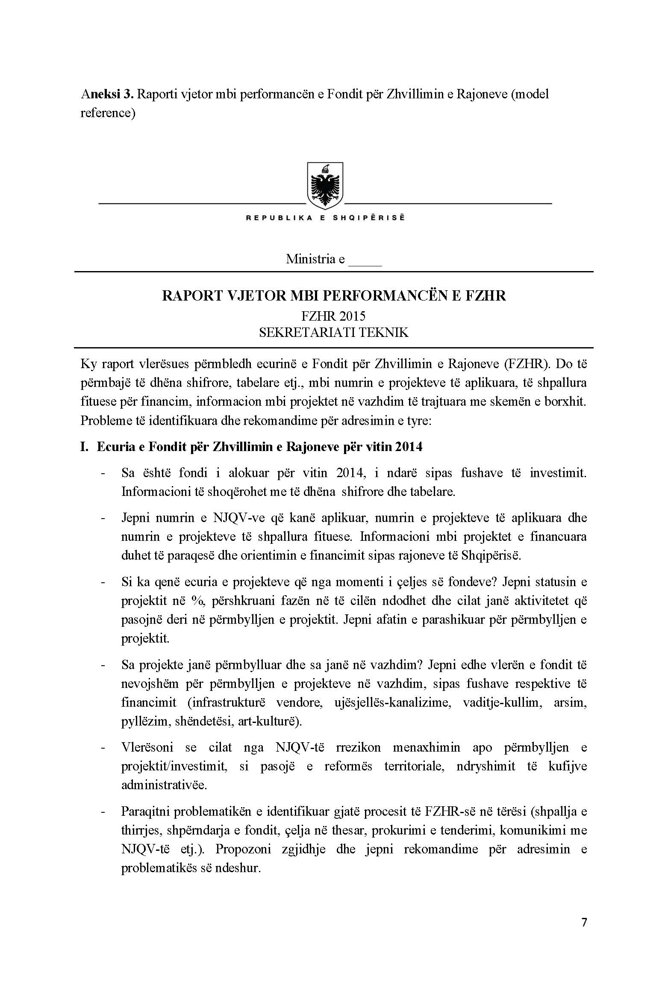 Aneksi 3. Raporti vjetor mbi performancën e Fondit për Zhvillimin e Rajoneve (model
reference)
REPUBLIKA E SHQIPËRISË
Ministria e _____
RAPORT VJETOR MBI PERFORMANCËN E FZHR
FZHR 2015
SEKRETARIATI TEKNIK
Ky raport vlerësues përmbledh ecurinë e Fondit për Zhvillimin e Rajoneve (FZHR). Do të
përmbajë të dhëna shifrore, tabelare etj., mbi numrin e projekteve të aplikuara, të shpallura
fituese për financim, informacion mbi projektet në vazhdim të trajtuara me skemën e borxhit.
Probleme të identifikuara dhe rekomandime për adresimin e tyre:
I. Ecuria e Fondit për Zhvillimin e Rajoneve për vitin 2014
- Sa është fondi i alokuar për vitin 2014, i ndarë sipas fushave të investimit.
Informacioni të shoqërohet me të dhëna shifrore dhe tabelare.
- Jepni numrin e NJQV-ve që kanë aplikuar, numrin e projekteve të aplikuara dhe
numrin e projekteve të shpallura fituese. Informacioni mbi projektet e financuara
duhet të paraqesë dhe orientimin e financimit sipas rajoneve të Shqipërisë.
- Si ka qenë ecuria e projekteve që nga momenti i çeljes së fondeve? Jepni statusin e
projektit në %, përshkruani fazën në të cilën ndodhet dhe cilat janë aktivitetet që
pasojnë deri në përmbylljen e projektit. Jepni afatin e parashikuar për përmbylljen e
projektit.
- Sa projekte janë përmbylluar dhe sa janë në vazhdim? Jepni edhe vlerën e fondit të
nevojshëm për përmbylljen e projekteve në vazhdim, sipas fushave respektive të
financimit (infrastrukturë vendore, ujësjellës-kanalizime, vaditje-kullim, arsim,
pyllëzim, shëndetësi, art-kulturë).
- Vlerësoni se cilat nga NJQV-të rrezikon menaxhimin apo përmbylljen e
projektit/investimit, si pasojë e reformës territoriale, ndryshimit të kufijve
administrativëe.
- Paraqitni problematikën e identifikuar gjatë procesit të FZHR-së në tërësi (shpallja e
thirrjes, shpërndarja e fondit, çelja në thesar, prokurimi e tenderimi, komunikimi me
NJQV-të etj.). Propozoni zgjidhje dhe jepni rekomandime për adresimin e
problematikës së ndeshur.
7